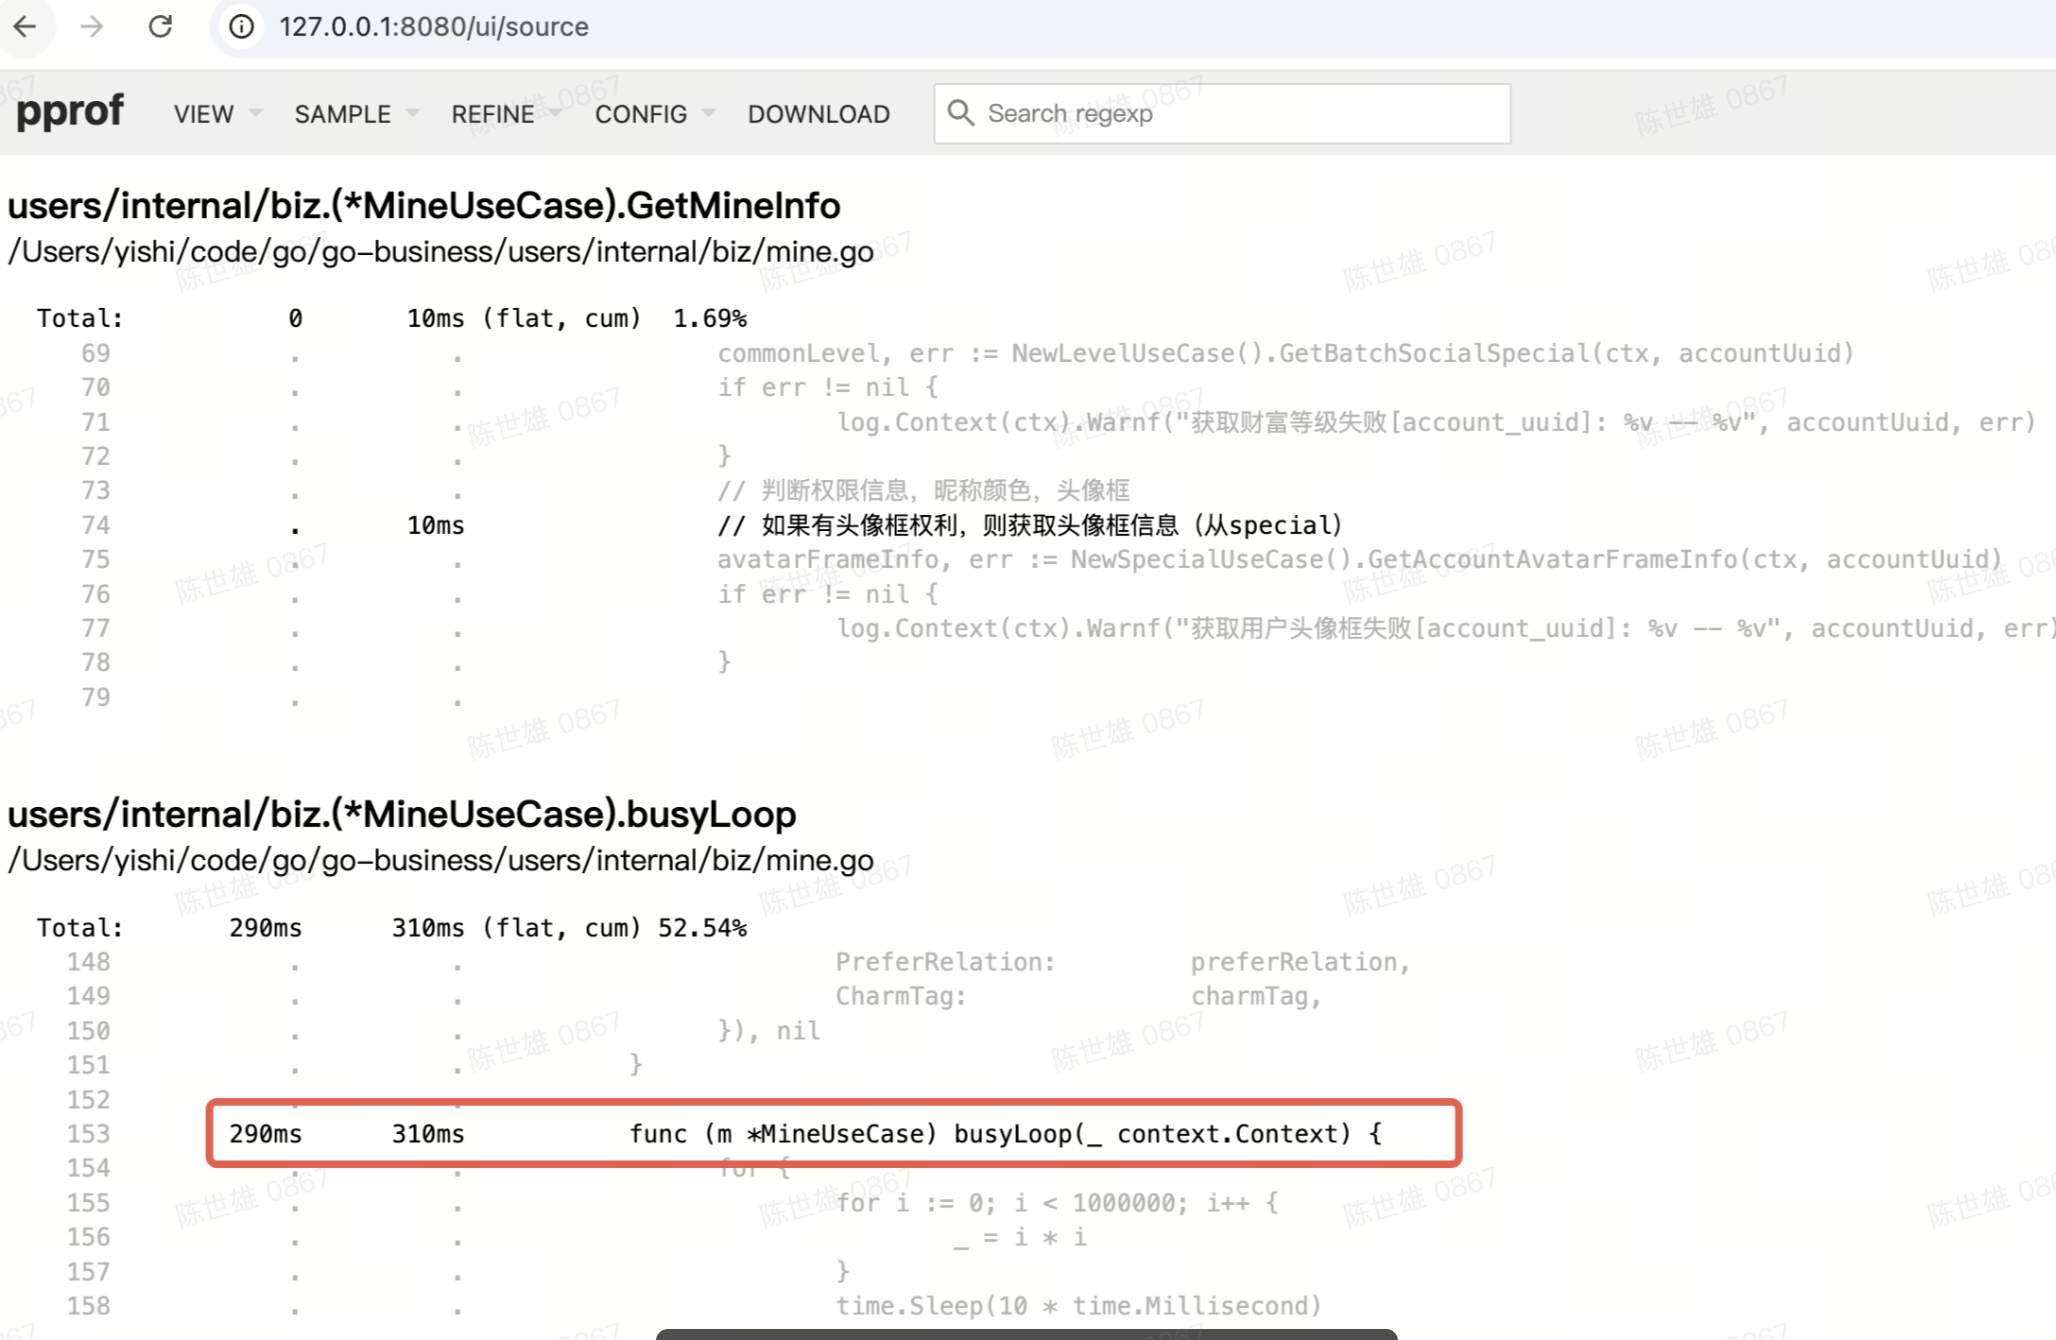 127.0.0.1:8080/ui/source
pprof VIEW SAMPLE REFINE CONFIG DOWNLOAD Search regexp
users/internal/biz.(*MineUseCase).GetMineInfo
/Users/yishi/code/go/go-business/users/internal/biz/mine.go
Total: 0 10ms (flat, cum) 1.69%
69 . . commonLevel, err := NewLevelUseCase().GetBatchSocialSpecial(ctx, accountUuid)
70 . . if err != nil {
71 . . log.Context(ctx).Warnf("获取财富等级失败[account_uuid]: %v -- %v", accountUuid, err)
72 . . }
73 . . // 判断权限信息，昵称颜色，头像框
74 . 10ms // 如果有头像框权利，则获取头像框信息（从special）
75 . . avatarFrameInfo, err := NewSpecialUseCase().GetAccountAvatarFrameInfo(ctx, accountUuid)
76 . . if err != nil {
77 . . log.Context(ctx).Warnf("获取用户头像框失败[account_uuid]: %v -- %v", accountUuid, err)
78 . . }
79 . .
users/internal/biz.(*MineUseCase).busyLoop
/Users/yishi/code/go/go-business/users/internal/biz/mine.go
Total: 290ms 310ms (flat, cum) 52.54%
148 . . PreferRelation: preferRelation,
149 . . CharmTag: charmTag,
150 . . }), nil
151 . . }
152 . .
153 290ms 310ms func (m *MineUseCase) busyLoop(_ context.Context) {
154 . . for {
155 . . for i := 0; i < 1000000; i++ {
156 . . _ = i * i
157 . . }
158 . . time.Sleep(10 * time.Millisecond)
陈世雄 0867